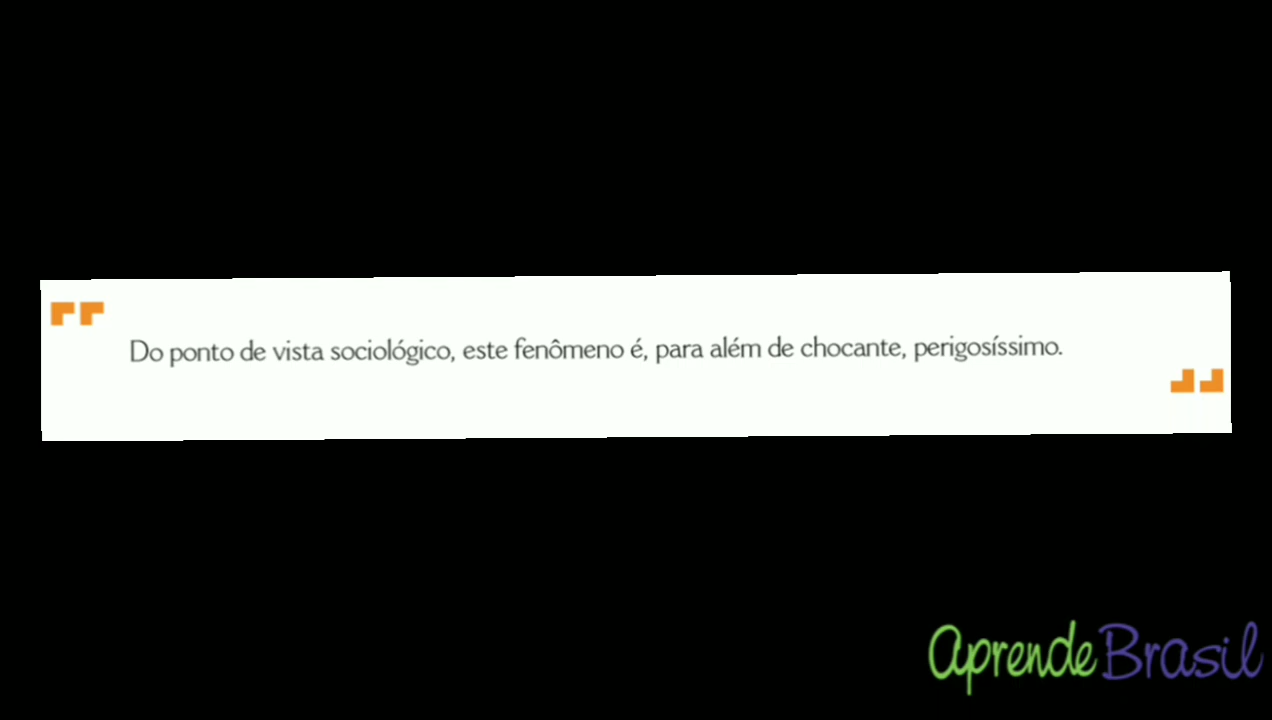 Do ponto de vista sociológico, este fenômeno é, para além de chocante, perigosíssimo.
aprendeBrasil